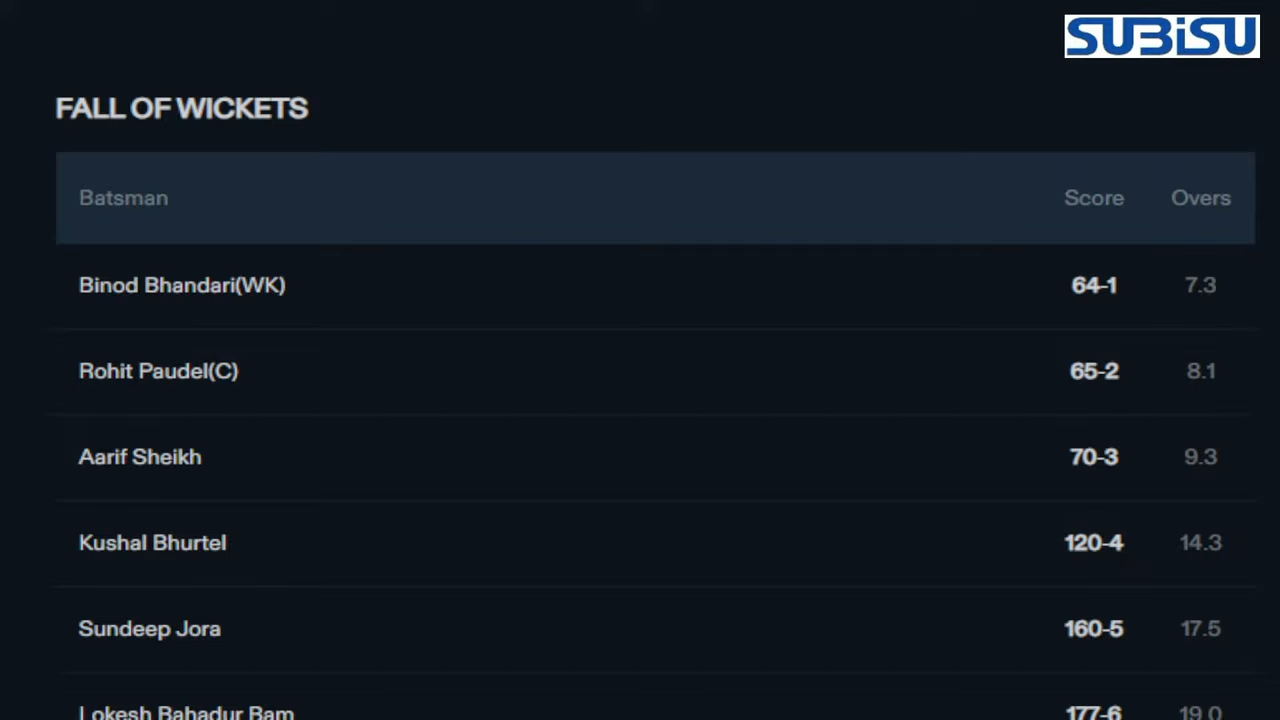 SUBISU
FALL OF WICKETS
Batsman Score Overs
Binod Bhandari(WK) 64-1 7.3
Rohit Paudel(C) 65-2 8.1
Aarif Sheikh 70-3 9.3
Kushal Bhurtel 120-4 14.3
Sundeep Jora 160-5 17.5
Lokesh Bahadur Bam 177-6 19.0